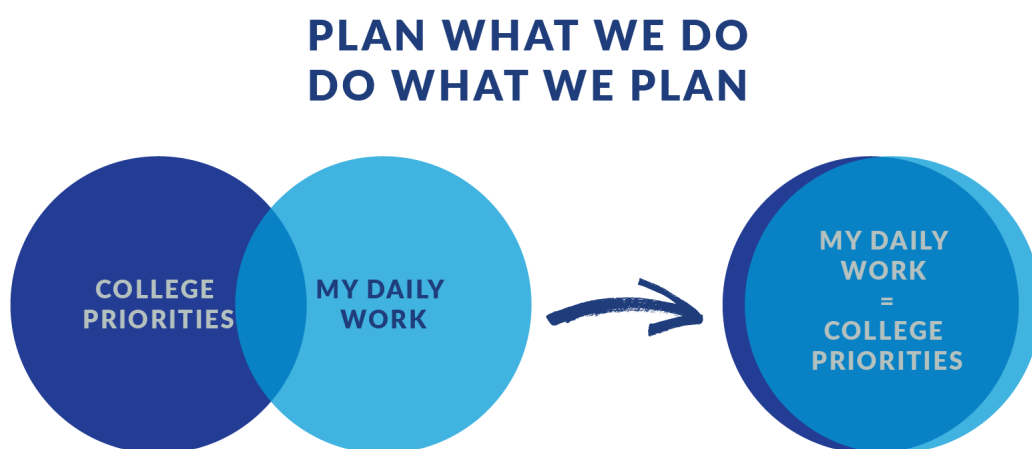 PLAN WHAT WE DO
DO WHAT WE PLAN
COLLEGE
PRIORITIES
MY DAILY
WORK
MY DAILY
WORK
=
COLLEGE
PRIORITIES